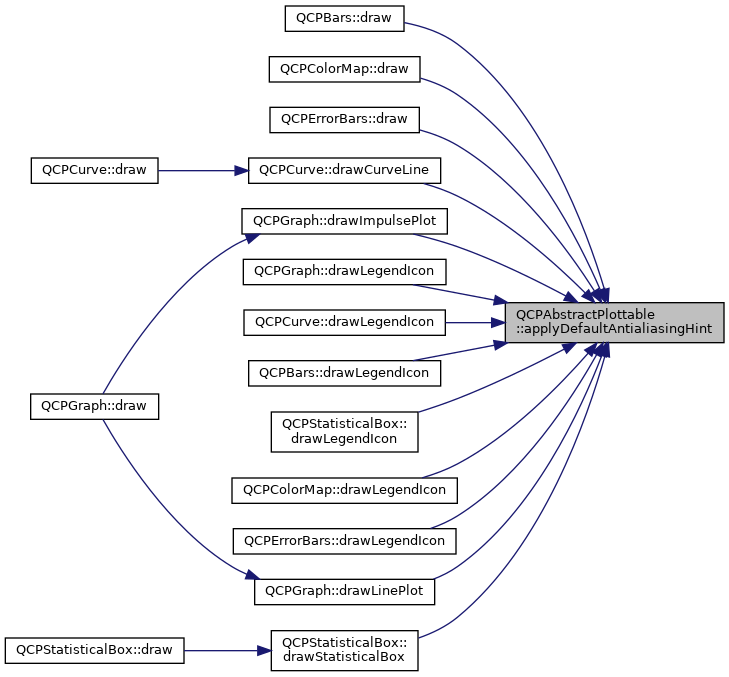 QCPBars::draw
QCPColorMap::draw
QCPErrorBars::draw
QCPCurve::draw
QCPCurve::drawCurveLine
QCPGraph::drawImpulsePlot
QCPGraph::drawLegendIcon
QCPAbstractPlottable
::applyDefaultAntialiasingHint
QCPCurve::drawLegendIcon
QCPBars::drawLegendIcon
QCPGraph::draw
QCPStatisticalBox::
drawLegendIcon
QCPColorMap::drawLegendIcon
QCPErrorBars::drawLegendIcon
QCPGraph::drawLinePlot
QCPStatisticalBox::draw
QCPStatisticalBox::
drawStatisticalBox